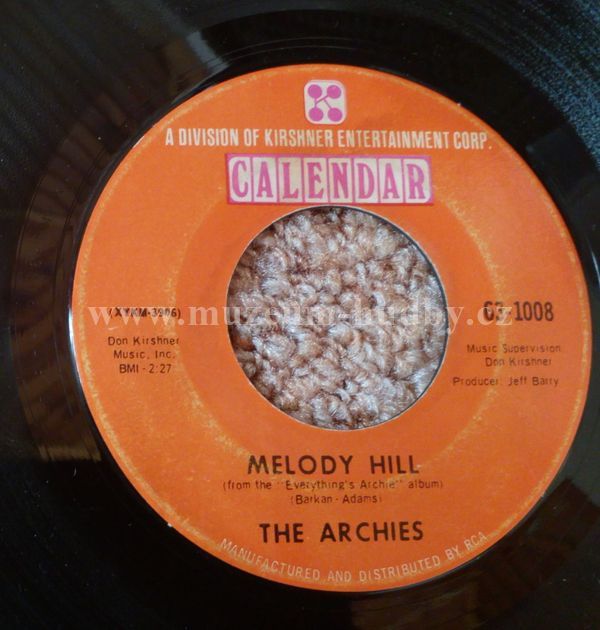 K
A DIVISION OF KIRSHNER ENTERTAINMENT CORP.
CALENDAR
www.muzeum-hudby.cz
(XYKM-3906)
63-1008
Don Kirshner
Music, Inc.
BMI - 2:27
Music Supervision:
Don Kirshner
Producer: Jeff Barry
MELODY HILL
(from the "Everything's Archie" album)
(Barkan - Adams)
THE ARCHIES
MANUFACTURED AND DISTRIBUTED BY RCA